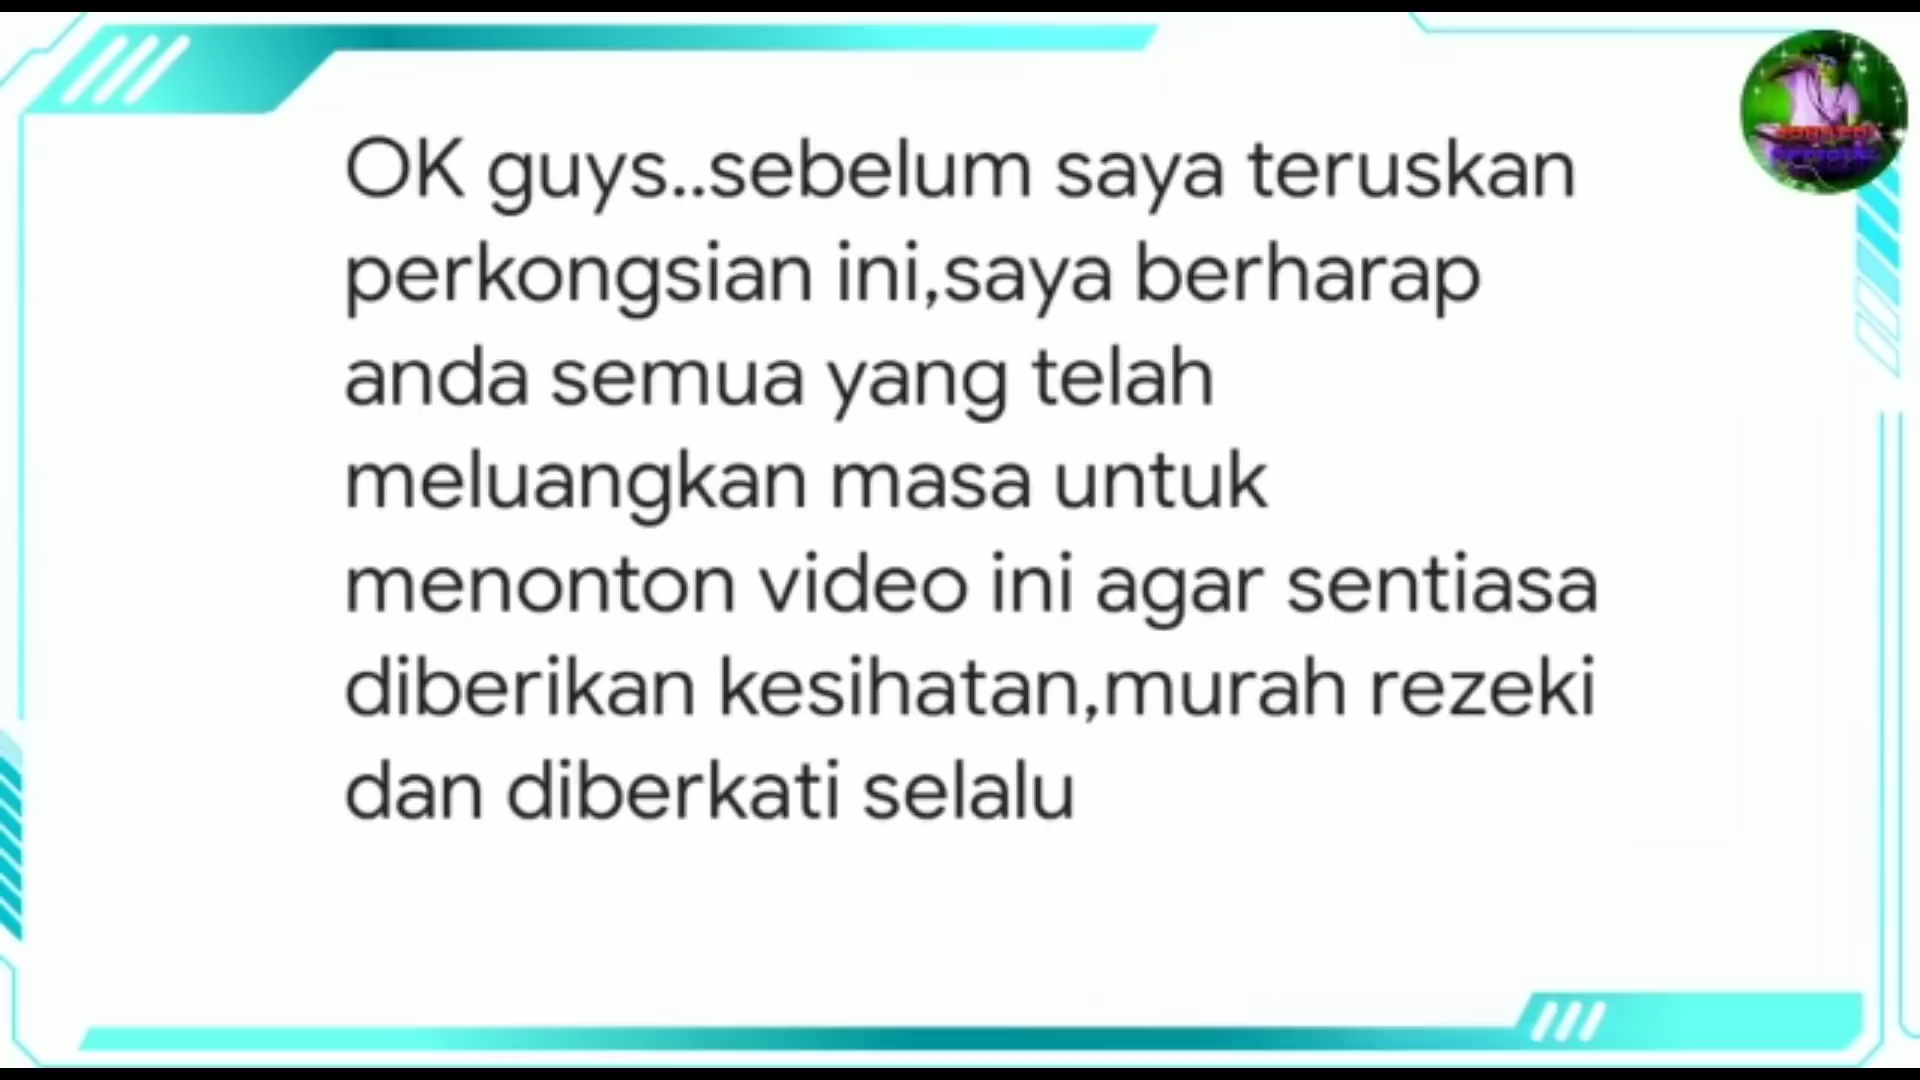 OK guys..sebelum saya teruskan
perkongsian ini,saya berharap
anda semua yang telah
meluangkan masa untuk
menonton video ini agar sentiasa
diberikan kesihatan,murah rezeki
dan diberkati selalu